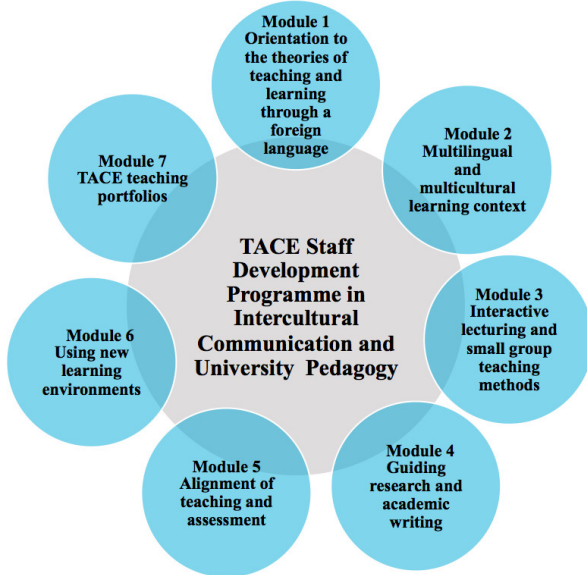 Module 1
Orientation to
the theories of
teaching and
learning
through a
foreign
language
Module 2
Multilingual
and
multicultural
learning context
Module 3
Interactive
lecturing and
small group
teaching
methods
Module 4
Guiding
research and
academic
writing
Module 5
Alignment of
teaching and
assessment
Module 6
Using new
learning
environments
Module 7
TACE teaching
portfolios
TACE Staff
Development
Programme in
Intercultural
Communication and
University Pedagogy